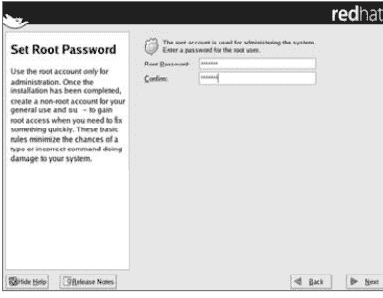 redhat
Set Root Password
Use the root account only for
administration. Once the
installation has been completed,
create a non-root account for your
general use and su - to gain
root access when you need to fix
something quickly. These basic
rules minimize the chances of a
typo or incorrect command doing
damage to your system.
The root account is used for administering the system.
Enter a password for the root user.
Root Password:
Confirm:
Hide Help
Release Notes
Back
Next